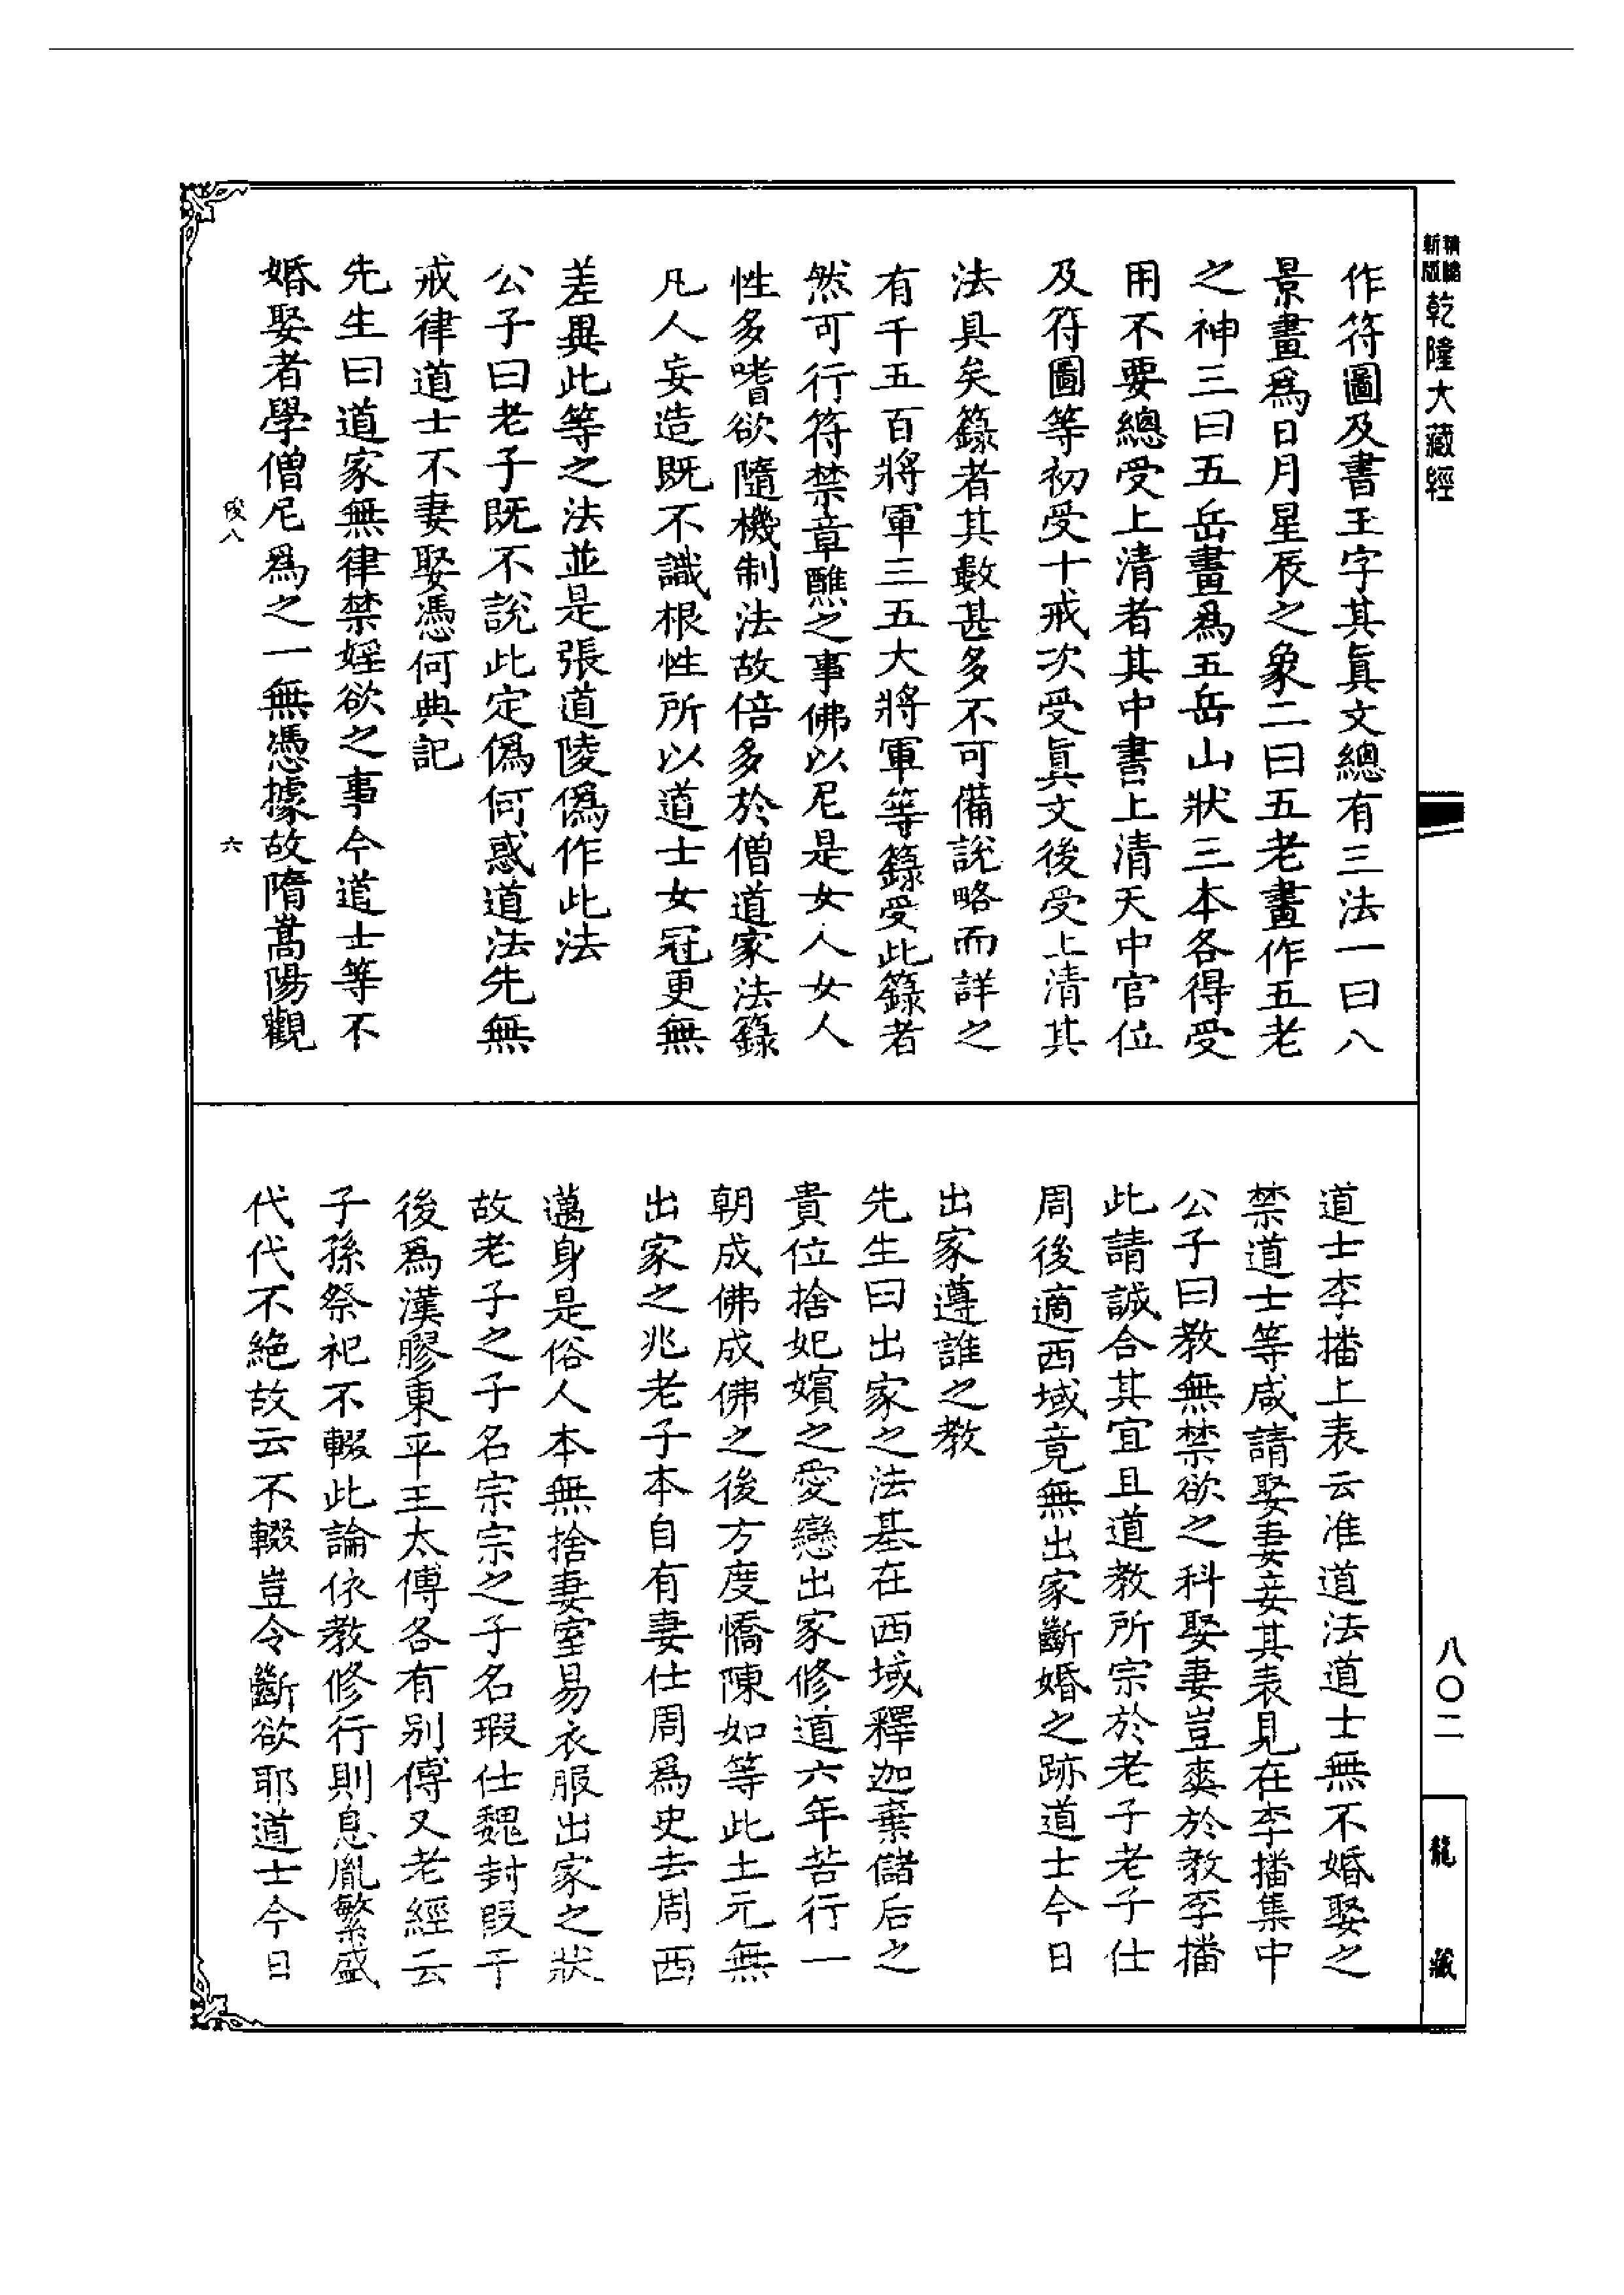 精縮新版乾隆大藏經
作符圖及書王字其眞文總有三法一曰八
景畫爲日月星辰之象二曰五老畫作五老
之神三曰五岳畫爲五岳山狀三本各得受
用不要總受上清者其中書上清天中官位
及符圖等初受十戒次受眞文後受上清其
法具矣籙者其數甚多不可備說略而詳之
有千五百將軍三五大將軍等籙受此籙者
然可行符禁章醮之事佛以尼是女人女人
性多嗜欲隨機制法故倍多於僧道家法籙
凡人妄造既不識根性所以道士女冠更無
差異此等之法並是張道陵僞作此法
公子曰老子既不說此定僞何惑道法先無
戒律道士不妻娶憑何典記
先生曰道家無律禁婬欲之事今道士等不
婚娶者學僧尼爲之一無憑據故隋嵩陽觀
俊八 六
道士李播上表云准道法道士無不婚娶之
禁道士等咸請娶妻妾其表見在李播集中
公子曰教無禁欲之科娶妻豈爽於教李播
此請誠合其宜且道教所宗於老子老子仕
周後適西域竟無出家斷婚之跡道士今日
出家遵誰之教
先生曰出家之法基在西域釋迦棄儲后之
貴位捨妃嬪之愛戀出家修道六年苦行一
朝成佛成佛之後方度憍陳如等此土元無
出家之兆老子本自有妻仕周爲史去周西
邁身是俗人本無捨妻室易衣服出家之狀
故老子之子名宗宗之子名瑕仕魏封段干
後爲漢膠東平王太傅各有別傳又老經云
子孫祭祀不輟此論依教修行則息胤繁盛
代代不絕故云不輟豈令斷欲耶道士今日
八〇二
龍藏